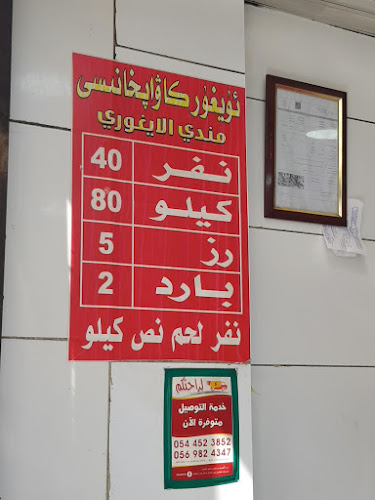 ئۇيغۇر كاۋاپخانىسى
مندي الايغوري
نفر 40
كيلو 80
رز 5
بارد 2
نفر لحم نص كيلو
لراحتكم
خدمة التوصيل
متوفرة الآن
054 452 3852
056 982 4347